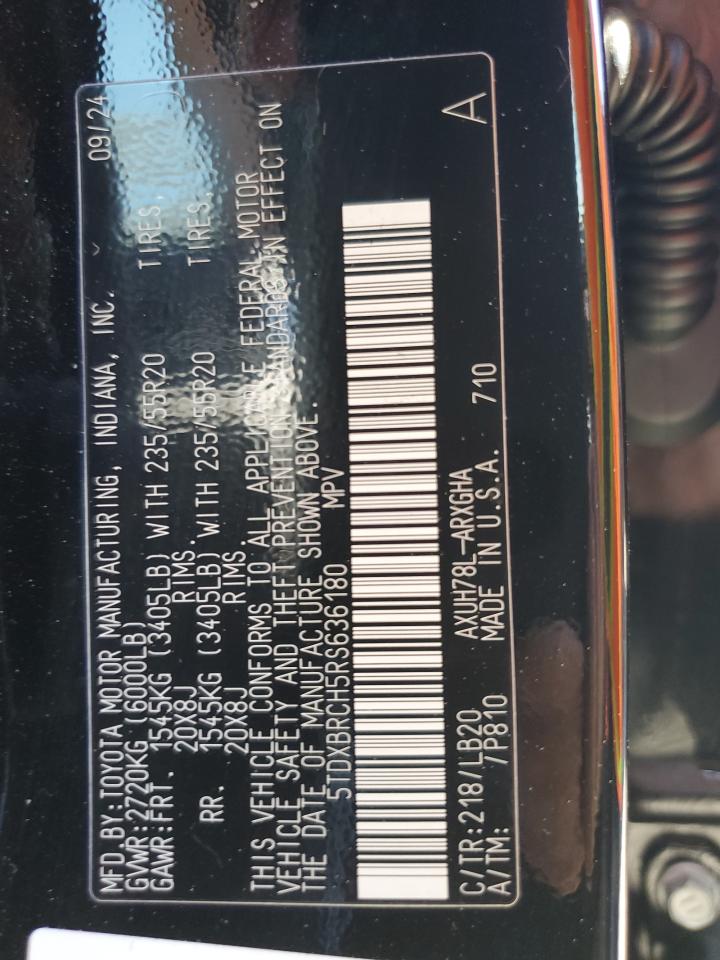 MFD.BY:TOYOTA MOTOR MANUFACTURING, INDIANA, INC. 09/24
GVWR:2720KG (6000LB)
GAWR:FRT. 1545KG (3405LB) WITH 235/55R20 TIRES,
20X8J RIMS.
RR. 1545KG (3405LB) WITH 235/55R20 TIRES,
20X8J RIMS.
THIS VEHICLE CONFORMS TO ALL APPLICABLE FEDERAL MOTOR
VEHICLE SAFETY AND THEFT PREVENTION STANDARDS IN EFFECT ON
THE DATE OF MANUFACTURE SHOWN ABOVE.
5TDXBRCH5RS636180 MPV
C/TR:218/LB20 AXUH78L-ARXGHA A
A/TM: /P810 MADE IN U.S.A. 710